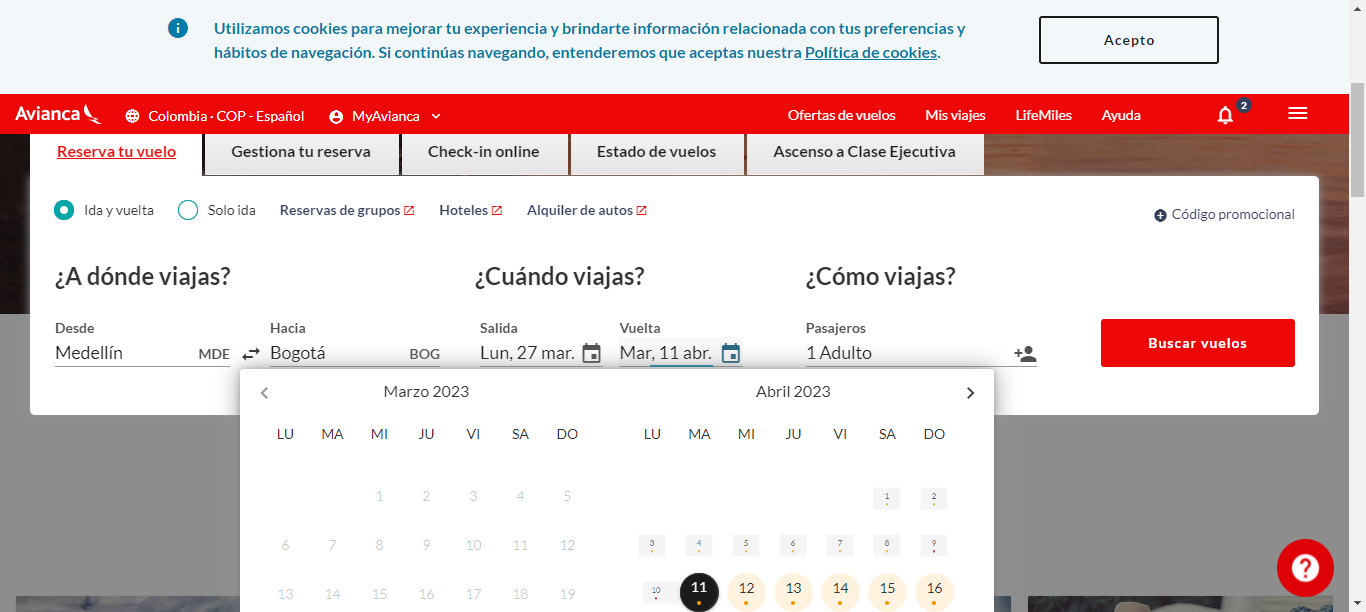 Utilizamos cookies para mejorar tu experiencia y brindarte información relacionada con tus preferencias y
hábitos de navegación. Si continúas navegando, entenderemos que aceptas nuestra Política de cookies.
Acepto
Avianca
Colombia · COP - Español
MyAvianca
Ofertas de vuelos
Mis viajes
LifeMiles
Ayuda
2
Reserva tu vuelo
Gestiona tu reserva
Check-in online
Estado de vuelos
Ascenso a Clase Ejecutiva
Ida y vuelta
Solo ida
Reservas de grupos
Hoteles
Alquiler de autos
Código promocional
¿A dónde viajas?
¿Cuándo viajas?
¿Cómo viajas?
Desde
Hacia
Salida
Vuelta
Pasajeros
Medellín MDE
Bogotá BOG
Lun, 27 mar.
Mar, 11 abr.
1 Adulto
Buscar vuelos
Marzo 2023
LU MA MI JU VI SA DO
1 2 3 4 5
6 7 8 9 10 11 12
13 14 15 16 17 18 19
Abril 2023
LU MA MI JU VI SA DO
1 2
3 4 5 6 7 8 9
10 11 12 13 14 15 16
?